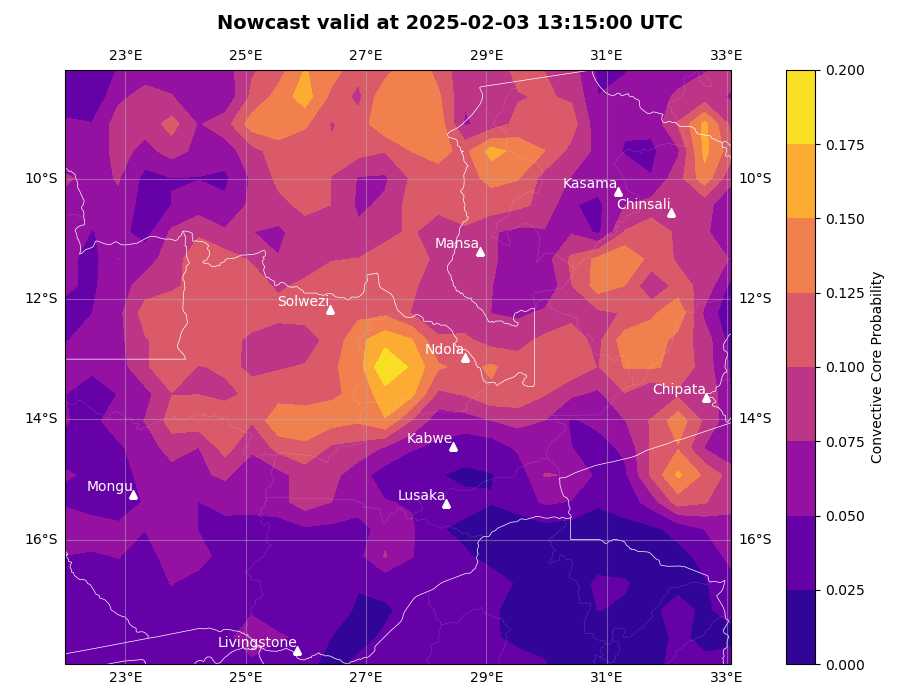 Nowcast valid at 2025-02-03 13:15:00 UTC
23°E 25°E 27°E 29°E 31°E 33°E
0.200
0.175
10°S Kasama 10°S
Chinsali
0.150
Mansa
12°S Solwezi 12°S
0.125
Ndola
0.100
Chipata
14°S 14°S
Kabwe
0.075
Mongu Lusaka
0.050
16°S 16°S
0.025
Livingstone
0.000
23°E 25°E 27°E 29°E 31°E 33°E
Convective Core Probability